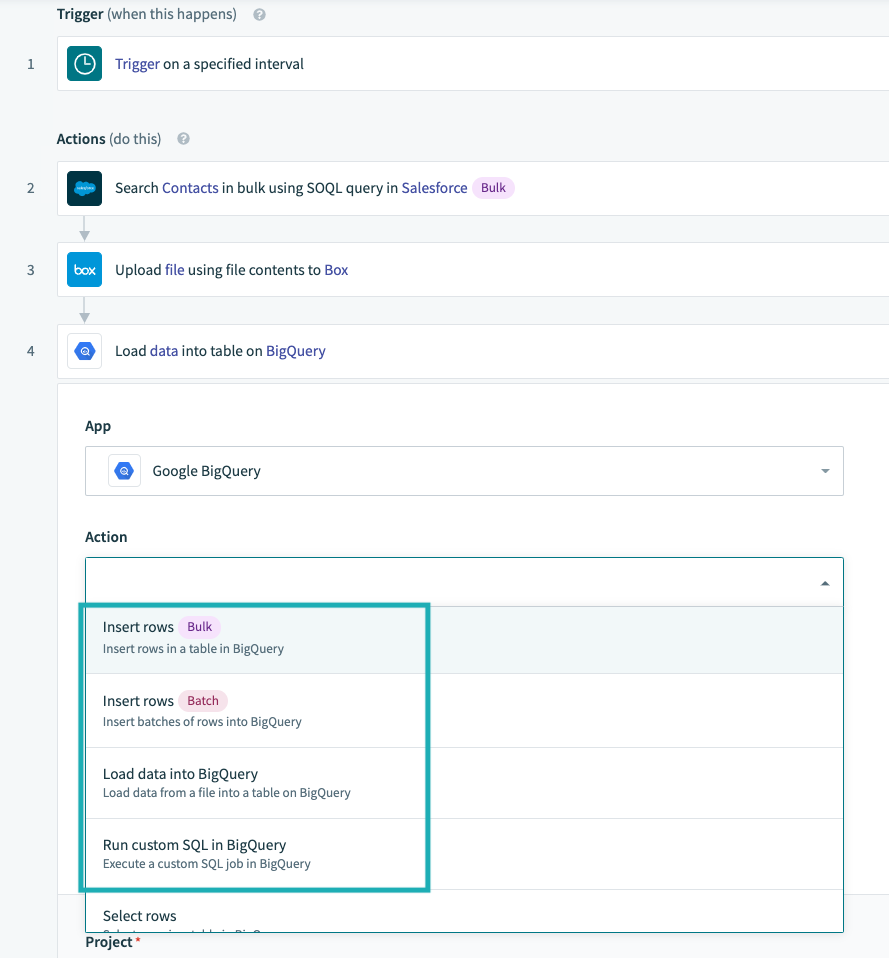 Trigger (when this happens) ?
1 Trigger on a specified interval
Actions (do this) ?
2 salesforce Search Contacts in bulk using SOQL query in Salesforce Bulk
3 box Upload file using file contents to Box
4 Load data into table on BigQuery
App
Google BigQuery
Action
Insert rows Bulk
Insert rows in a table in BigQuery
Insert rows Batch
Insert batches of rows into BigQuery
Load data into BigQuery
Load data from a file into a table on BigQuery
Run custom SQL in BigQuery
Execute a custom SQL job in BigQuery
Select rows
Project *